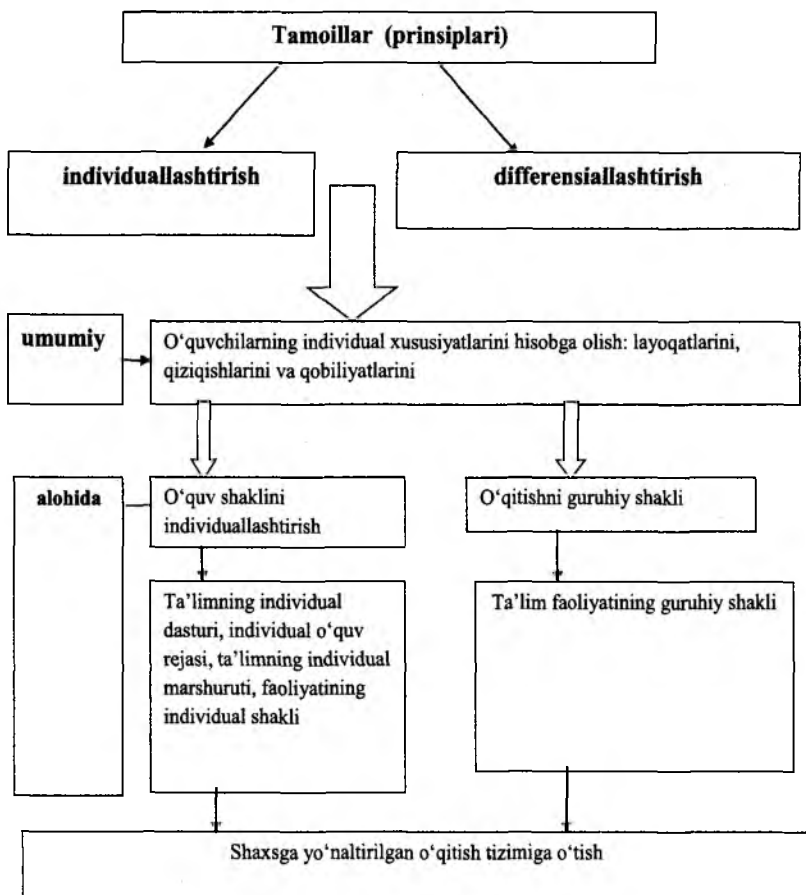 Tamoillar (prinsiplari)
individuallashtirish
differensiallashtirish
umumiy
O‘quvchilarning individual xususiyatlarini hisobga olish: layoqatlarini,
qiziqishlarini va qobiliyatlarini
alohida
O‘quv shaklini
individuallashtirish
O‘qitishni guruhiy shakli
Ta’limning individual
dasturi, individual o‘quv
rejasi, ta’limning individual
marshuruti, faoliyatining
individual shakli
Ta’lim faoliyatining guruhiy shakli
Shaxsga yo‘naltirilgan o‘qitish tizimiga o‘tish